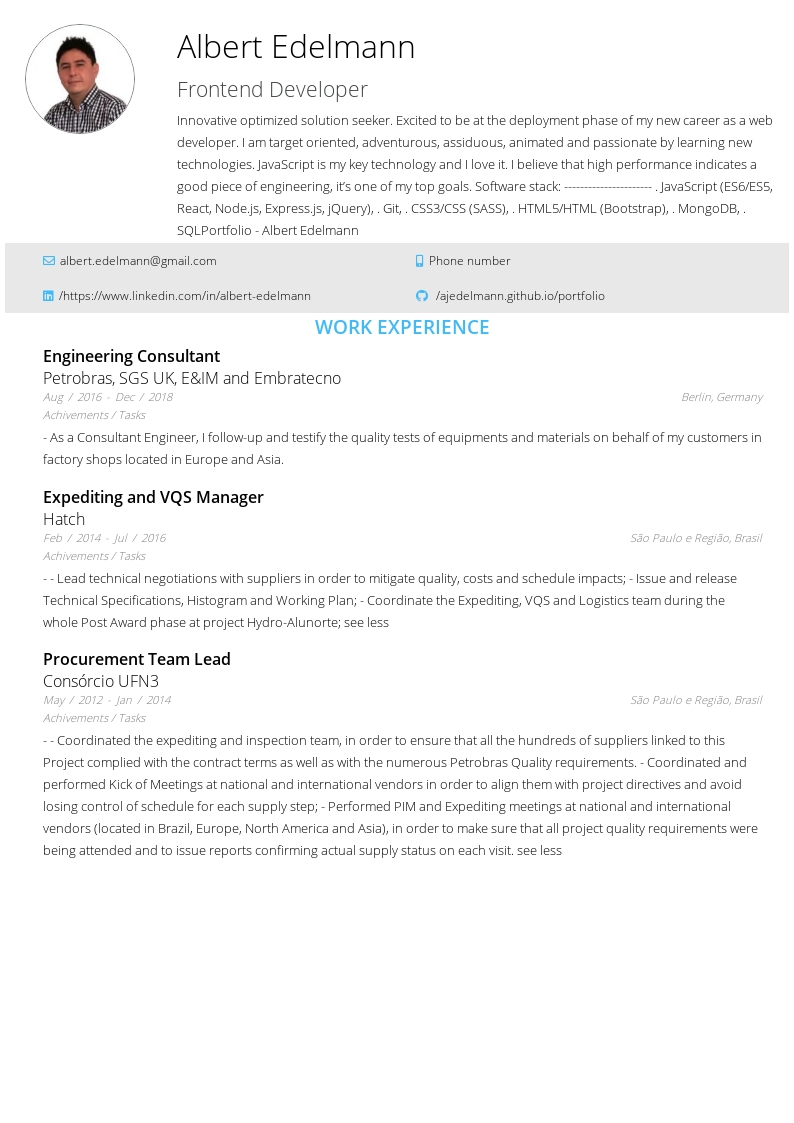 Albert Edelmann
Frontend Developer
Innovative optimized solution seeker. Excited to be at the deployment phase of my new career as a web
developer. I am target oriented, adventurous, assiduous, animated and passionate by learning new
technologies. JavaScript is my key technology and I love it. I believe that high performance indicates a
good piece of engineering, it’s one of my top goals. Software stack: ---------------------- . JavaScript (ES6/ES5,
React, Node.js, Express.js, jQuery), . Git, . CSS3/CSS (SASS), . HTML5/HTML (Bootstrap), . MongoDB, .
SQLPortfolio - Albert Edelmann
albert.edelmann@gmail.com
Phone number
/https://www.linkedin.com/in/albert-edelmann
/ajedelmann.github.io/portfolio
WORK EXPERIENCE
Engineering Consultant
Petrobras, SGS UK, E&IM and Embratecno
Aug / 2016 - Dec / 2018
Berlin, Germany
Achivements / Tasks
- As a Consultant Engineer, I follow-up and testify the quality tests of equipments and materials on behalf of my customers in
factory shops located in Europe and Asia.
Expediting and VQS Manager
Hatch
Feb / 2014 - Jul / 2016
São Paulo e Região, Brasil
Achivements / Tasks
- - Lead technical negotiations with suppliers in order to mitigate quality, costs and schedule impacts; - Issue and release
Technical Specifications, Histogram and Working Plan; - Coordinate the Expediting, VQS and Logistics team during the
whole Post Award phase at project Hydro-Alunorte; see less
Procurement Team Lead
Consórcio UFN3
May / 2012 - Jan / 2014
São Paulo e Região, Brasil
Achivements / Tasks
- - Coordinated the expediting and inspection team, in order to ensure that all the hundreds of suppliers linked to this
Project complied with the contract terms as well as with the numerous Petrobras Quality requirements. - Coordinated and
performed Kick of Meetings at national and international vendors in order to align them with project directives and avoid
losing control of schedule for each supply step; - Performed PIM and Expediting meetings at national and international
vendors (located in Brazil, Europe, North America and Asia), in order to make sure that all project quality requirements were
being attended and to issue reports confirming actual supply status on each visit. see less